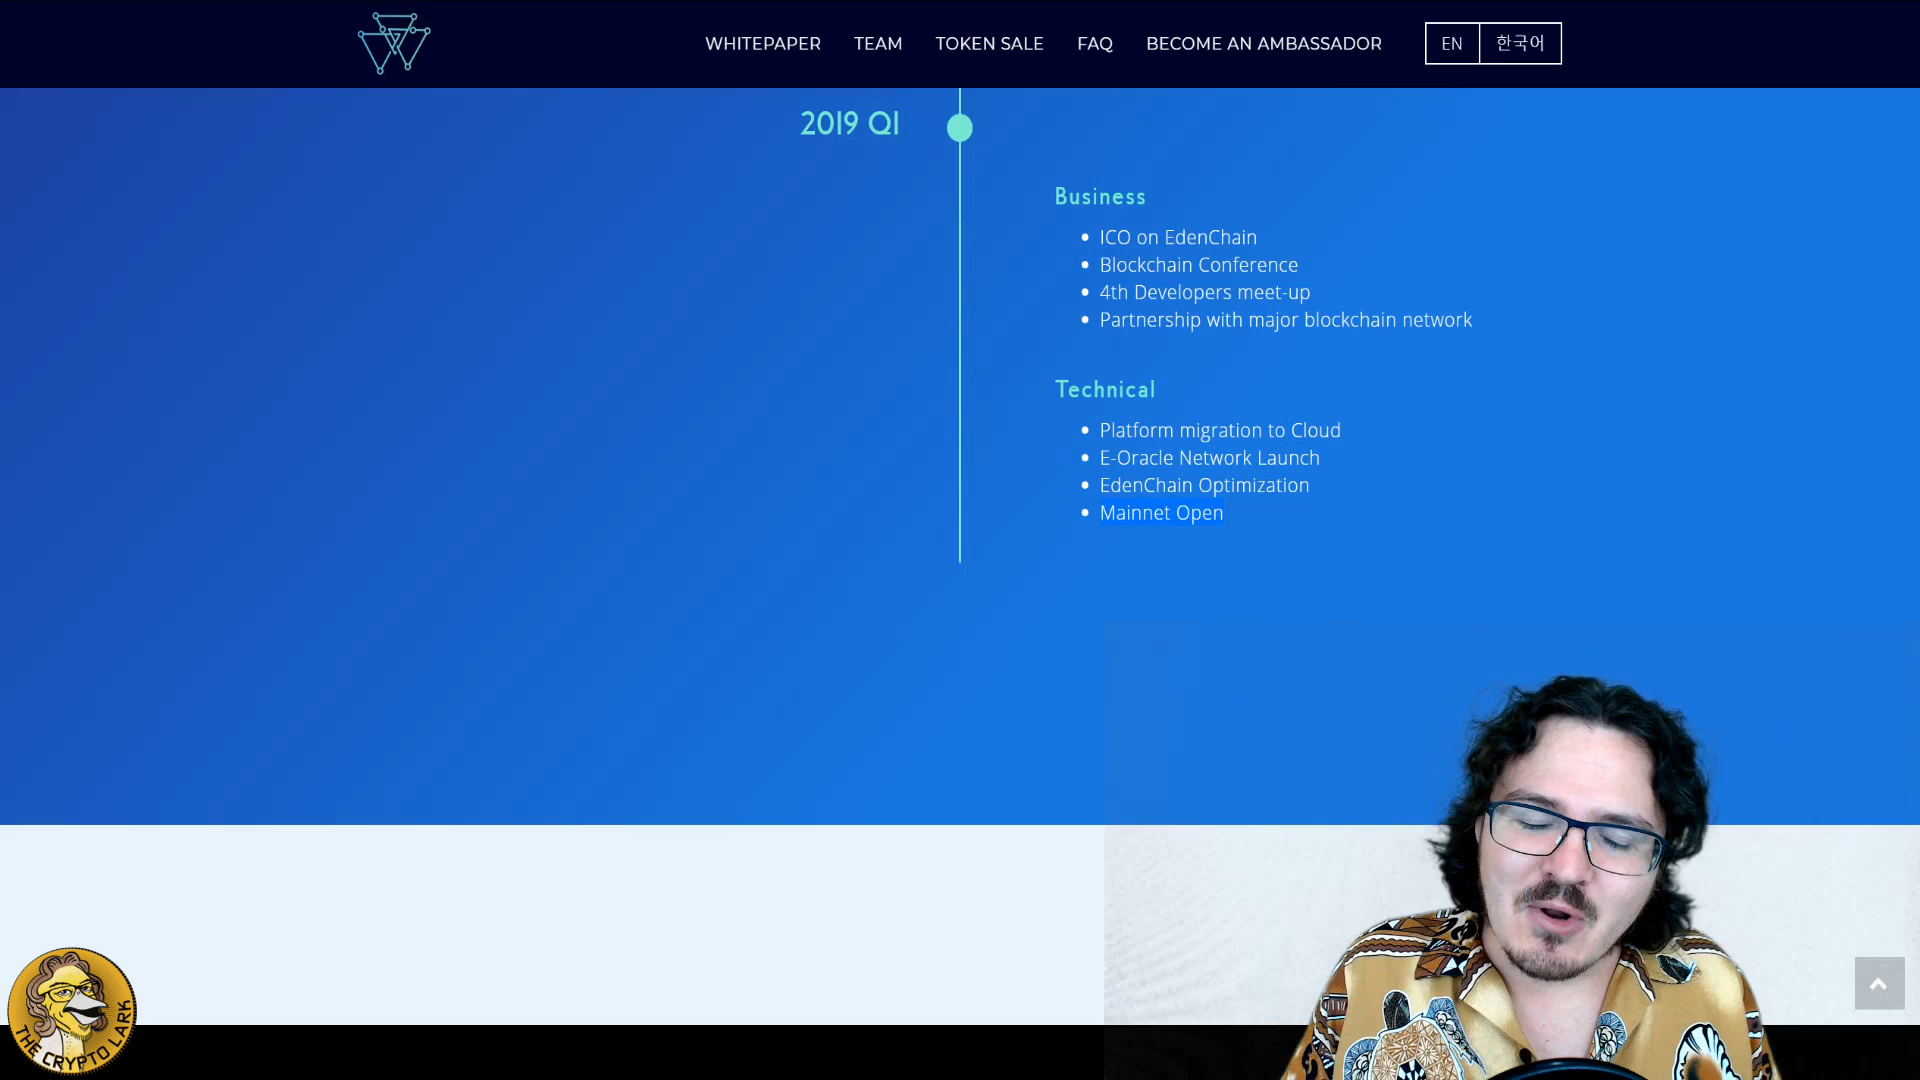 WHITEPAPER TEAM TOKEN SALE FAQ BECOME AN AMBASSADOR EN 한국어
2019 Q1
Business
ICO on EdenChain
Blockchain Conference
4th Developers meet-up
Partnership with major blockchain network
Technical
Platform migration to Cloud
E-Oracle Network Launch
EdenChain Optimization
Mainnet Open
THE CRYPTO LARK